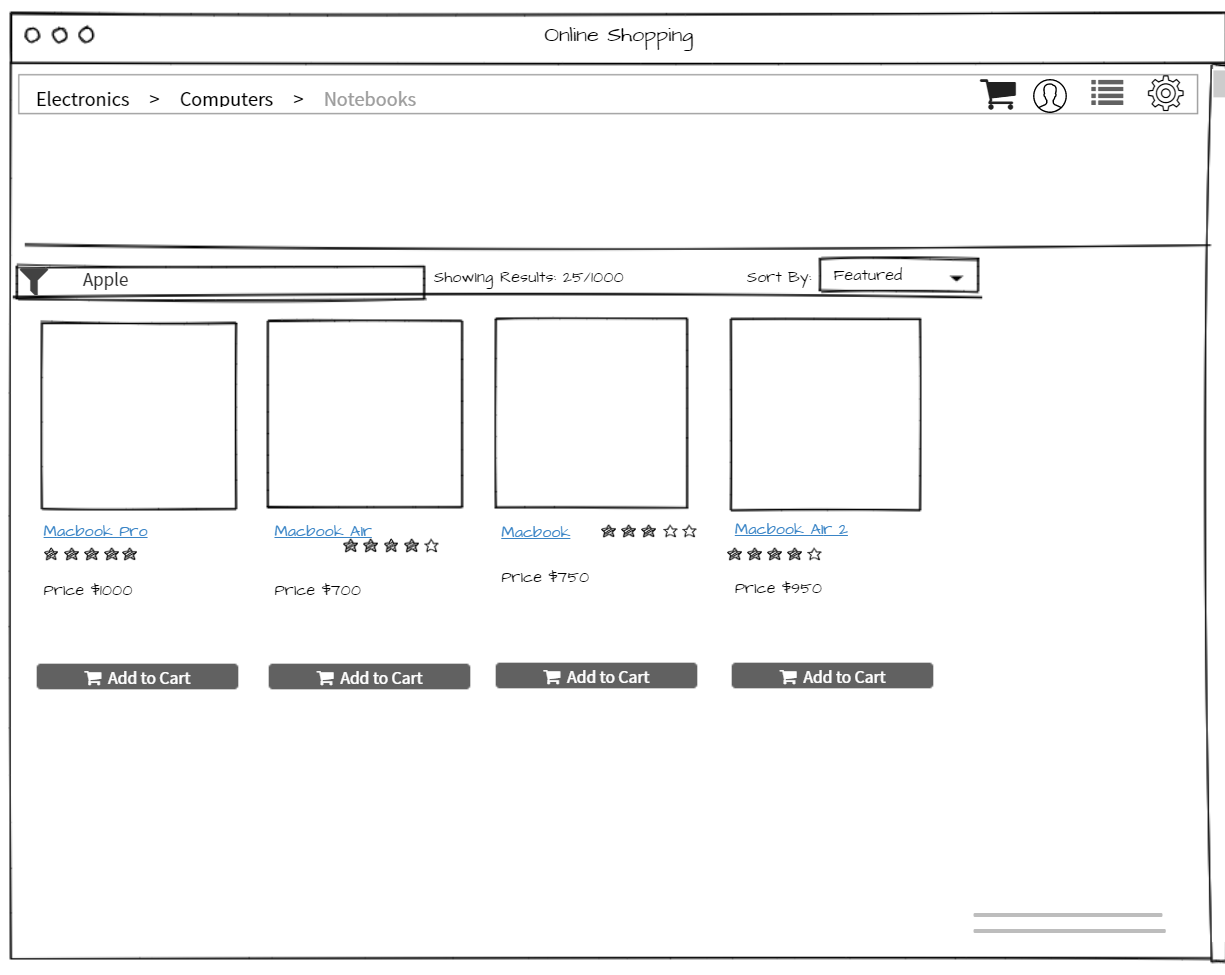 Online Shopping
Electronics > Computers > Notebooks
Apple
Showing Results: 25/1000
Sort By:
Featured
Macbook Pro
Price $1000
Add to Cart
Macbook Air
Price $700
Add to Cart
Macbook
Price $750
Add to Cart
Macbook Air 2
Price $950
Add to Cart